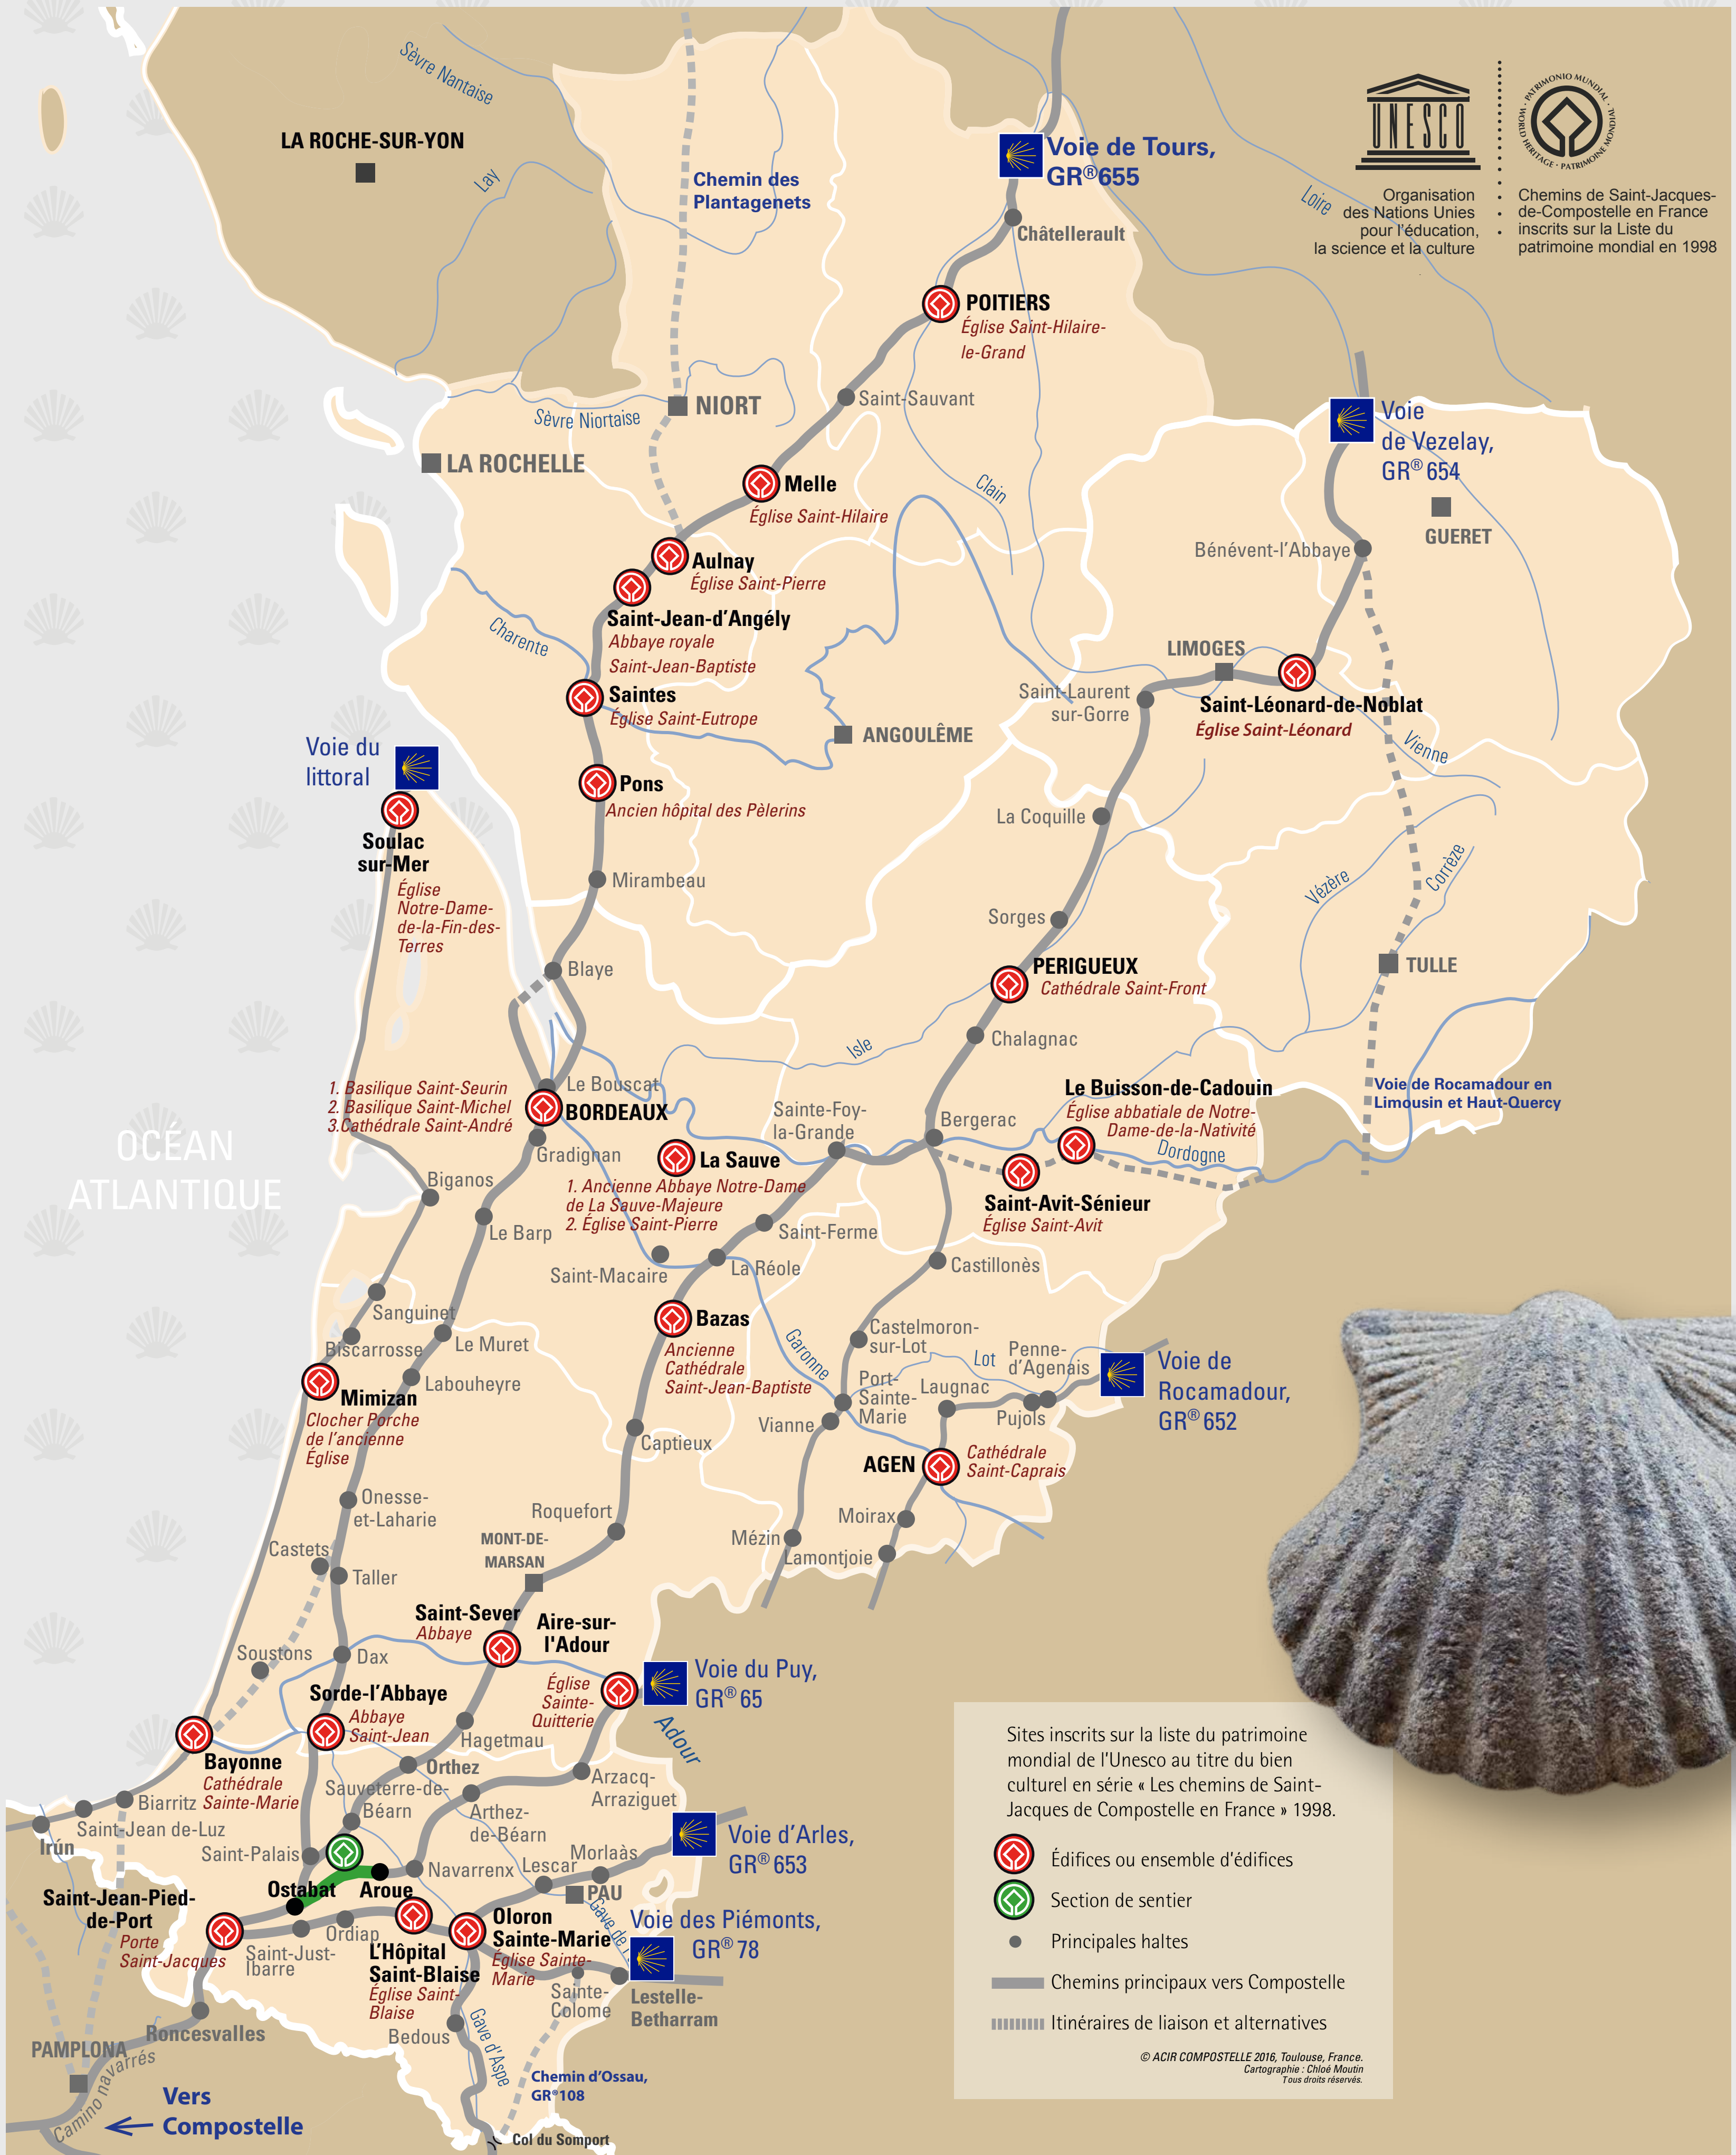 Sèvre Nantaise
LA ROCHE-SUR-YON
Lay
Chemin des
Plantagenets
Voie de Tours,
GR®655
Châtellerault
Loire
UNESCO
Organisation
des Nations Unies
pour l'éducation,
la science et la culture
WORLD HERITAGE • PATRIMOINE MONDIAL • PATRIMONIO MUNDIAL •
Chemins de Saint-Jacques-
de-Compostelle en France
inscrits sur la Liste du
patrimoine mondial en 1998
POITIERS
Église Saint-Hilaire-
le-Grand
Saint-Sauvant
NIORT
Sèvre Niortaise
LA ROCHELLE
Voie
de Vezelay,
GR® 654
GUERET
Melle
Église Saint-Hilaire
Clain
Bénévent-l'Abbaye
Aulnay
Église Saint-Pierre
Saint-Jean-d'Angély
Abbaye royale
Saint-Jean-Baptiste
Charente
Saintes
Église Saint-Eutrope
LIMOGES
Saint-Laurent
sur-Gorre
Saint-Léonard-de-Noblat
Église Saint-Léonard
Vienne
ANGOULÊME
Voie du
littoral
Pons
Ancien hôpital des Pèlerins
Soulac
sur-Mer
Église
Notre-Dame-
de-la-Fin-des-
Terres
La Coquille
Mirambeau
Vézère
Corrèze
Sorges
Blaye
PERIGUEUX
Cathédrale Saint-Front
TULLE
Chalagnac
Isle
1. Basilique Saint-Seurin
2. Basilique Saint-Michel
3.Cathédrale Saint-André
Le Bouscat
BORDEAUX
Gradignan
Le Buisson-de-Cadouin
Église abbatiale de Notre-
Dame-de-la-Nativité
Voie de Rocamadour en
Limousin et Haut-Quercy
Sainte-Foy-
la-Grande
Bergerac
Dordogne
OCÉAN
ATLANTIQUE
La Sauve
1. Ancienne Abbaye Notre-Dame
de La Sauve-Majeure
2. Église Saint-Pierre
Saint-Avit-Sénieur
Église Saint-Avit
Biganos
Le Barp
Saint-Ferme
Saint-Macaire
La Réole
Castillonès
Sanguinet
Biscarrosse
Le Muret
Bazas
Ancienne
Cathédrale
Saint-Jean-Baptiste
Garonne
Castelmoron-
sur-Lot
Lot
Penne-
d'Agenais
Voie de
Rocamadour,
GR® 652
Labouheyre
Mimizan
Clocher Porche
de l'ancienne
Église
Port-
Sainte-
Marie
Laugnac
Pujols
Vianne
Captieux
AGEN
Cathédrale
Saint-Caprais
Onesse-
et-Laharie
Roquefort
Moirax
Mézin
Lamontjoie
MONT-DE-
MARSAN
Castets
Taller
Saint-Sever
Abbaye
Aire-sur-
l'Adour
Église
Sainte-
Quitterie
Voie du Puy,
GR® 65
Adour
Soustons
Dax
Sorde-l'Abbaye
Abbaye
Saint-Jean
Hagetmau
Bayonne
Cathédrale
Sainte-Marie
Orthez
Sauveterre-de-
Béarn
Arzacq-
Arraziguet
Arthez-
de-Béarn
Biarritz
Saint-Jean de-Luz
Irún
Saint-Palais
Morlaàs
Voie d'Arles,
GR® 653
Navarrenx
Lescar
PAU
Gave de
Ostabat
Aroue
Saint-Jean-Pied-
de-Port
Porte
Saint-Jacques
Saint-Just-
Ibarre
Ordiap
L'Hôpital
Saint-Blaise
Église Saint-
Blaise
Oloron
Sainte-Marie
Église Sainte-
Marie
Voie des Piémonts,
GR® 78
Sainte-
Colome
Lestelle-
Betharram
Bedous
Gave d'Aspe
Roncesvalles
PAMPLONA
Camino navarrés
Vers
Compostelle
Chemin d'Ossau,
GR®108
Col du Somport
Sites inscrits sur la liste du patrimoine
mondial de l'Unesco au titre du bien
culturel en série « Les chemins de Saint-
Jacques de Compostelle en France » 1998.
Édifices ou ensemble d'édifices
Section de sentier
Principales haltes
Chemins principaux vers Compostelle
Itinéraires de liaison et alternatives
© ACIR COMPOSTELLE 2016, Toulouse, France.
Cartographie : Chloé Moutin
Tous droits réservés.